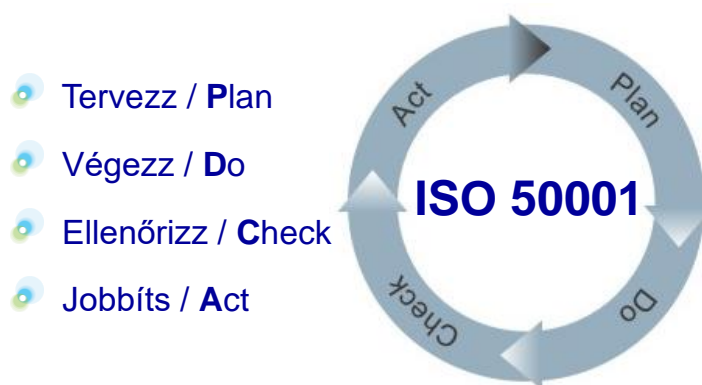 Tervezz / Plan
Végezz / Do
Ellenőrizz / Check
Jobbíts / Act
Act
Plan
ISO 50001
Check
Do